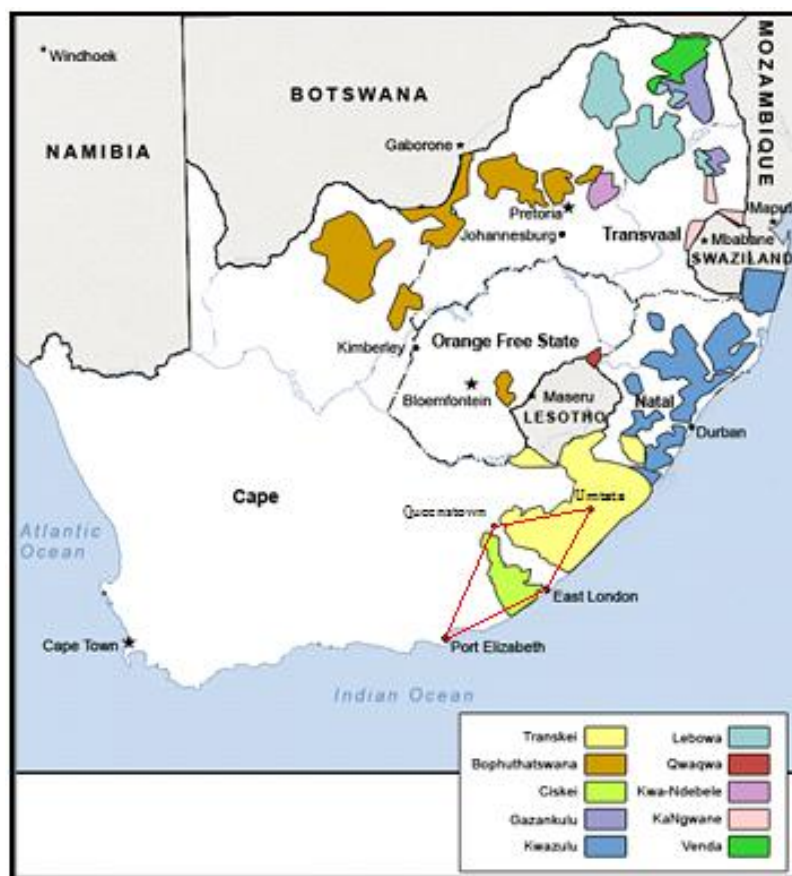 Windhoek
BOTSWANA
MOZAMBIQUE
NAMIBIA
Gaborone
Pretoria
Maput
Johannesburg
Transvaal
Mbabane
SWAZILAND
Kimberley
Orange Free State
Bloemfontein
Maseru
LESOTHO
Natal
Durban
Cape
Queenstown
Umtata
Atlantic
Ocean
East London
Cape Town
Port Elizabeth
Indian Ocean
Transkei
Lebowa
Bophuthatswana
Qwaqwa
Ciskei
Kwa-Ndebele
Gazankulu
KaNgwane
Kwazulu
Venda